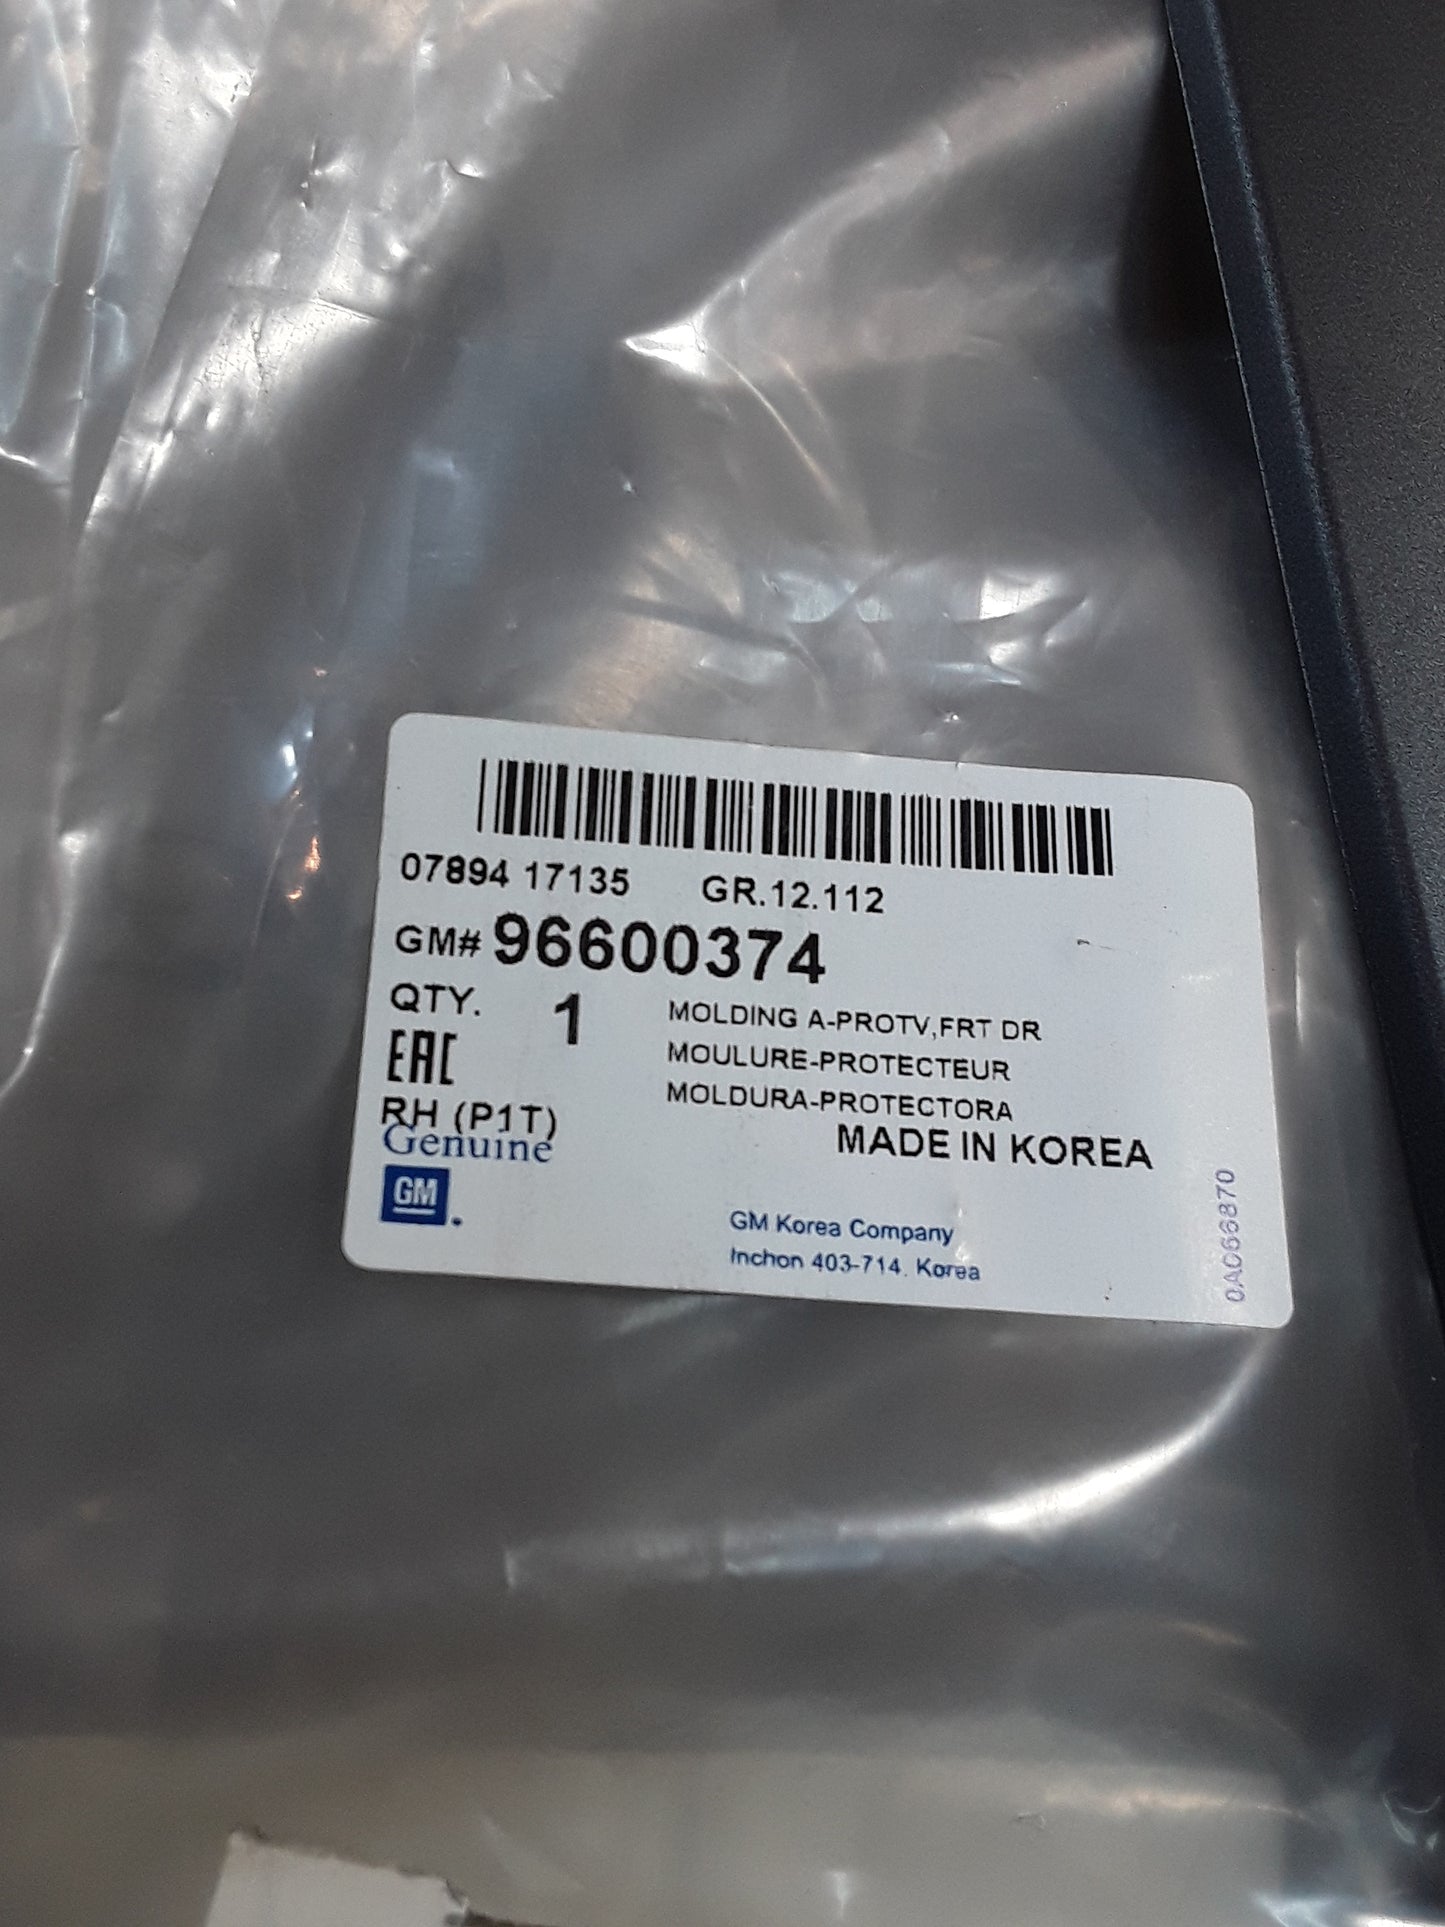 07894 17135 GR.12.112
GM# 96600374
QTY. 1
MOLDING A-PROTV,FRT DR
MOULURE-PROTECTEUR
MOLDURA-PROTECTORA
EAC
RH (P1T)
MADE IN KOREA
Genuine
GM
GM Korea Company
Inchon 403-714. Korea
0A066870